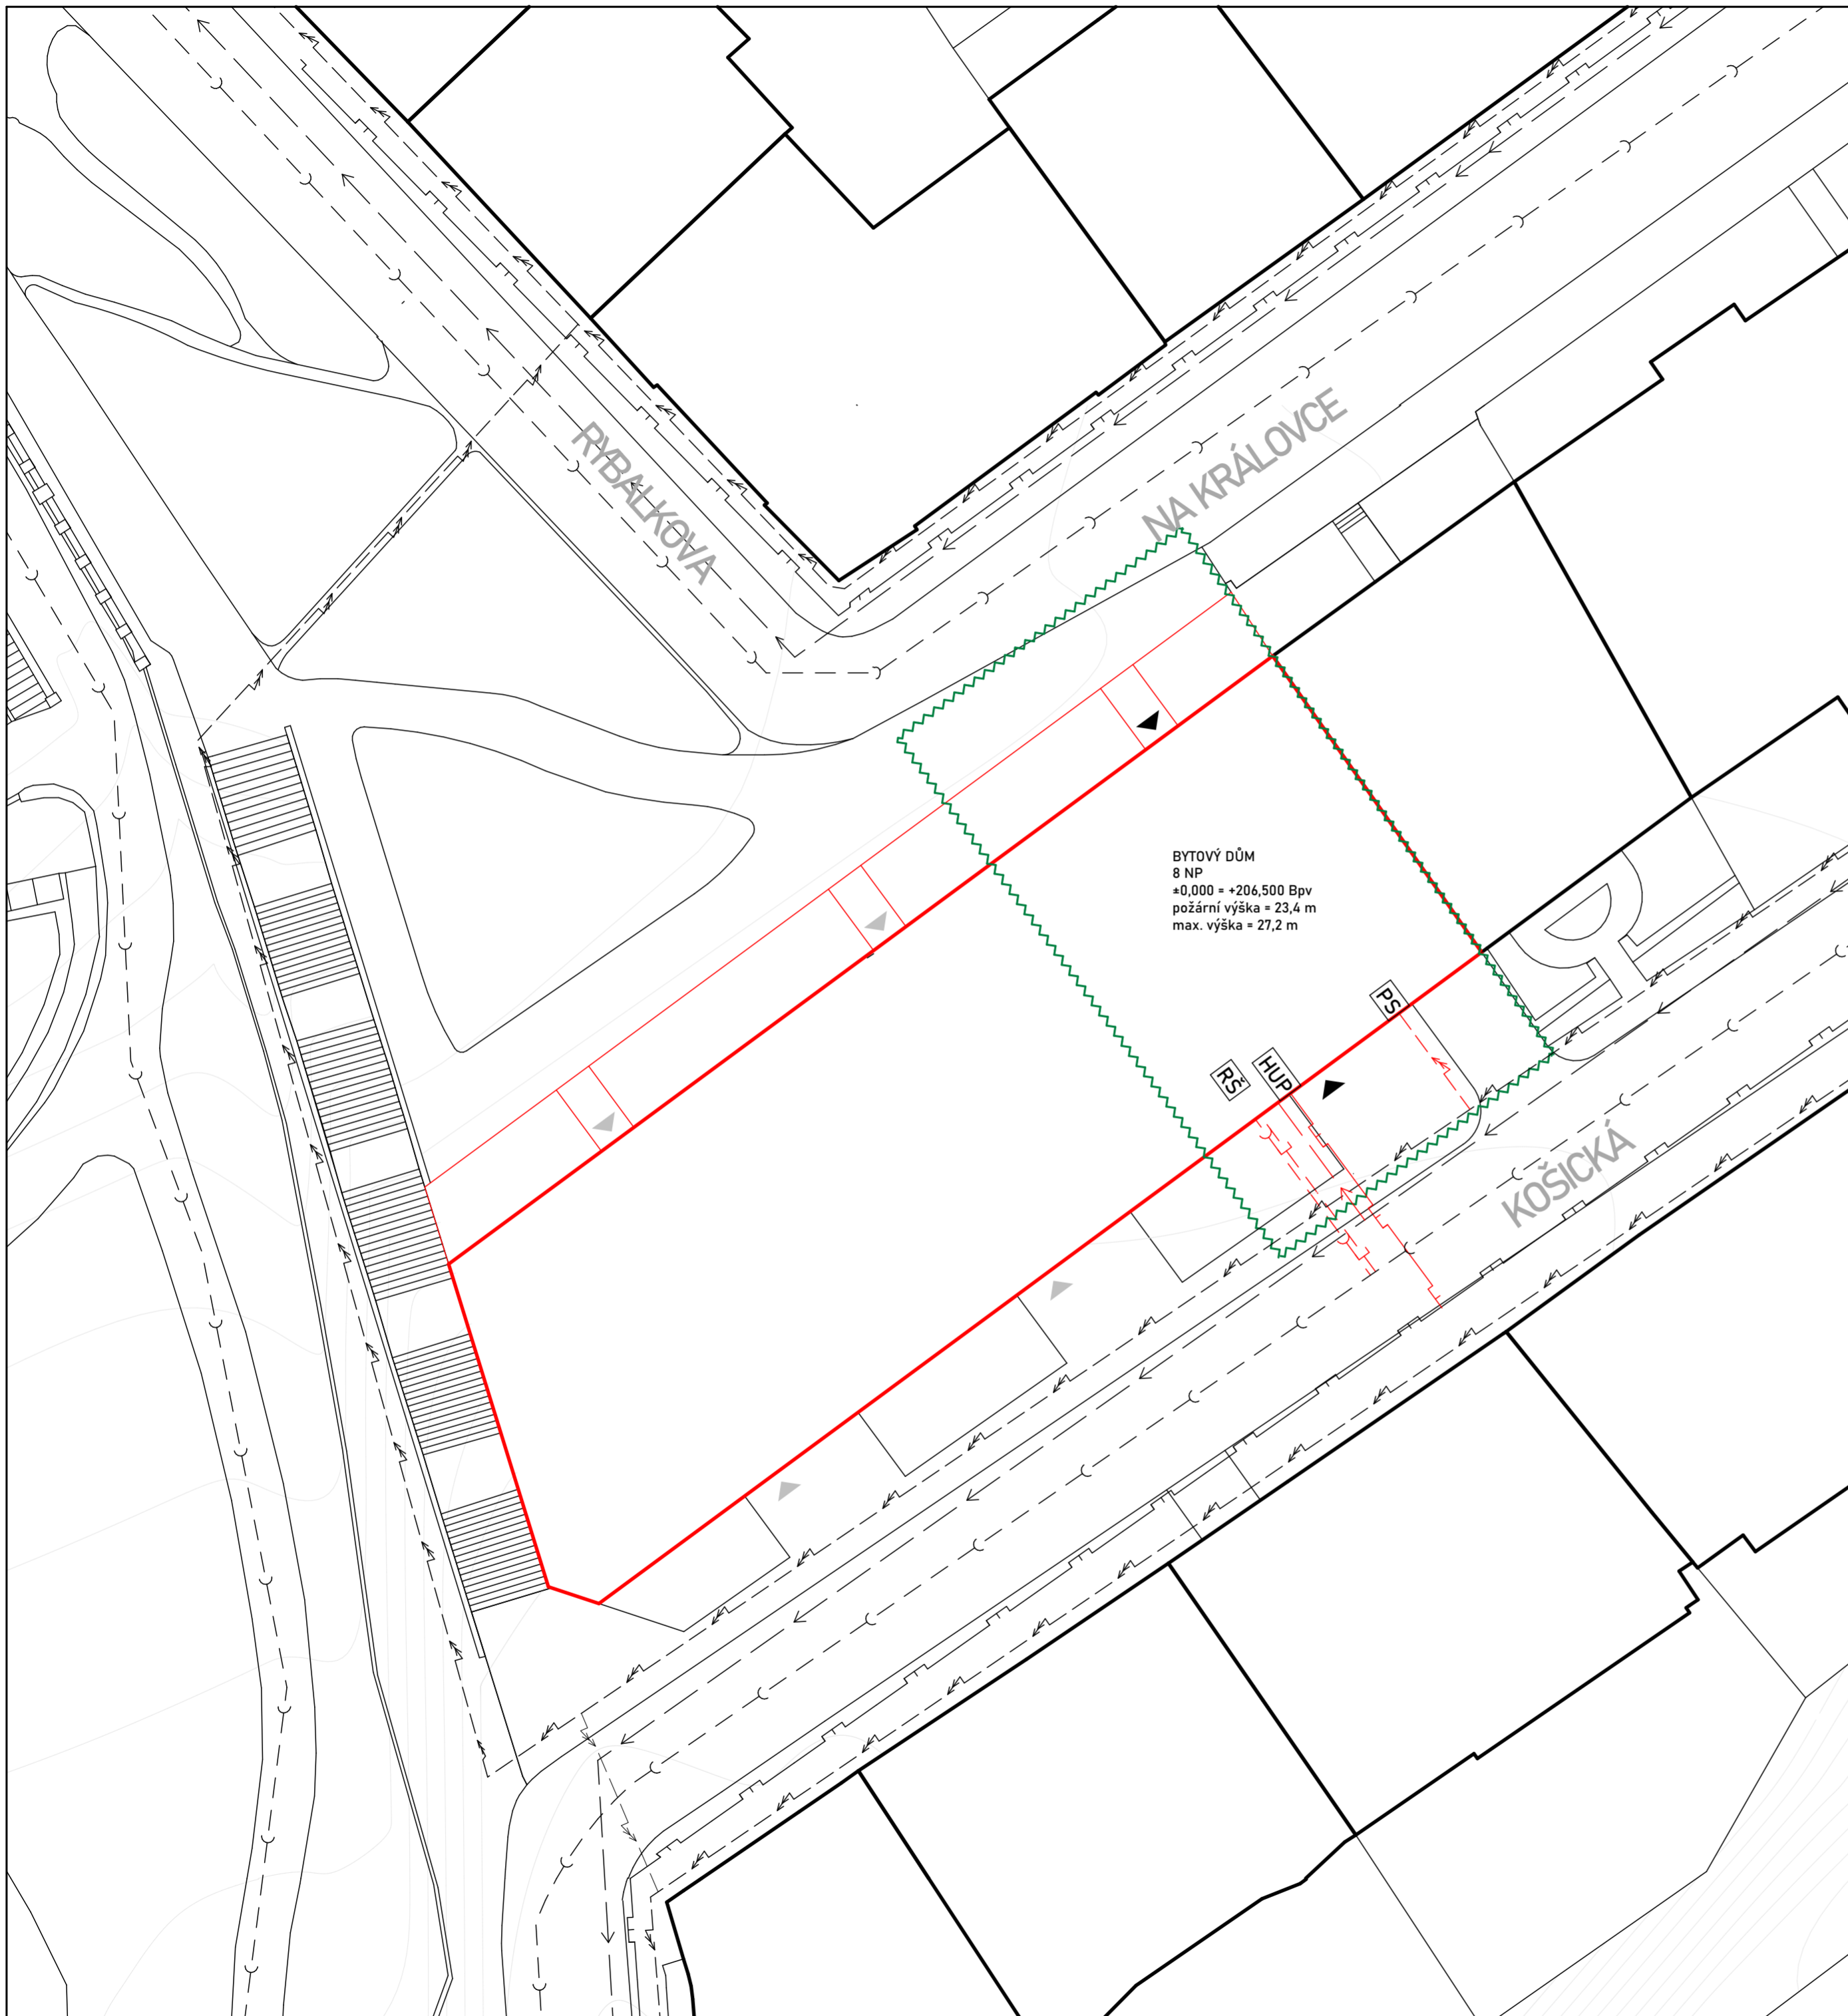 RYBALKOVA
NA KRÁLOVCE
BYTOVÝ DŮM
8 NP
±0,000 = +206,500 Bpv
požární výška = 23,4 m
max. výška = 27,2 m
PS
HUP
RŠ
KOŠICKÁ